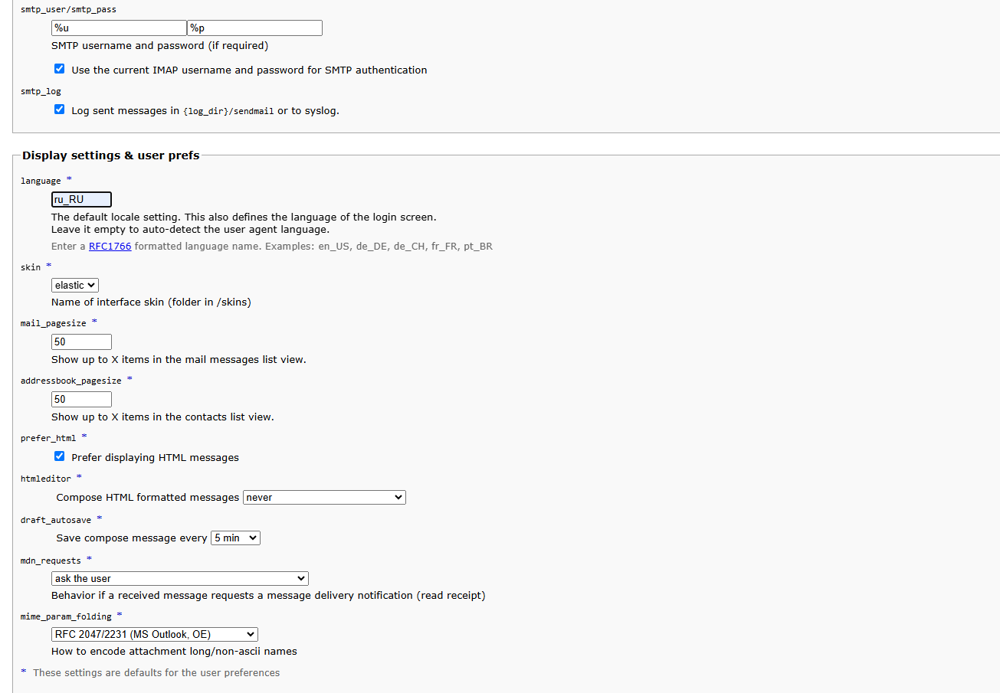 smtp_user/smtp_pass
%u %p
SMTP username and password (if required)
Use the current IMAP username and password for SMTP authentication
smtp_log
Log sent messages in {log_dir}/sendmail or to syslog.
Display settings & user prefs
language *
ru_RU
The default locale setting. This also defines the language of the login screen.
Leave it empty to auto-detect the user agent language.
Enter a RFC1766 formatted language name. Examples: en_US, de_DE, de_CH, fr_FR, pt_BR
skin *
elastic
Name of interface skin (folder in /skins)
mail_pagesize *
50
Show up to X items in the mail messages list view.
addressbook_pagesize *
50
Show up to X items in the contacts list view.
prefer_html *
Prefer displaying HTML messages
htmleditor *
Compose HTML formatted messages never
draft_autosave *
Save compose message every 5 min
mdn_requests *
ask the user
Behavior if a received message requests a message delivery notification (read receipt)
mime_param_folding *
RFC 2047/2231 (MS Outlook, OE)
How to encode attachment long/non-ascii names
* These settings are defaults for the user preferences